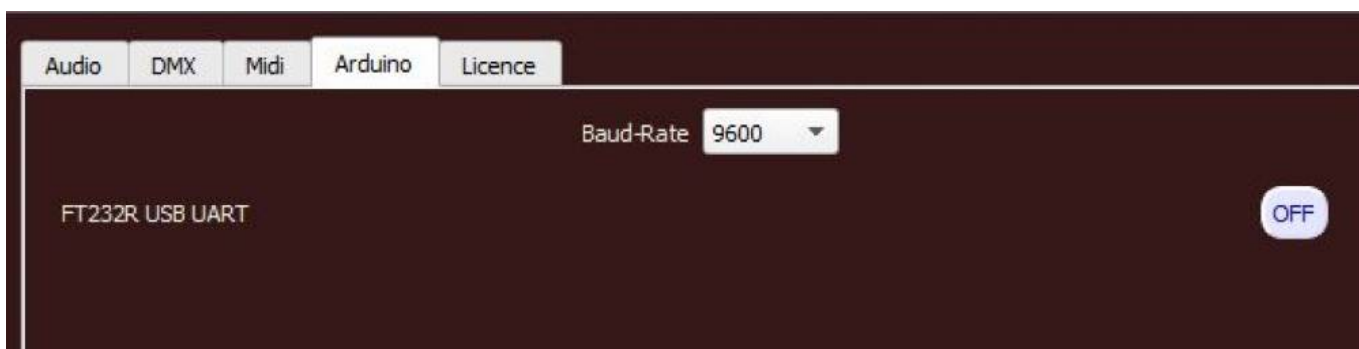 Audio DMX Midi Arduino Licence
Baud-Rate 9600
FT232R USB UART OFF